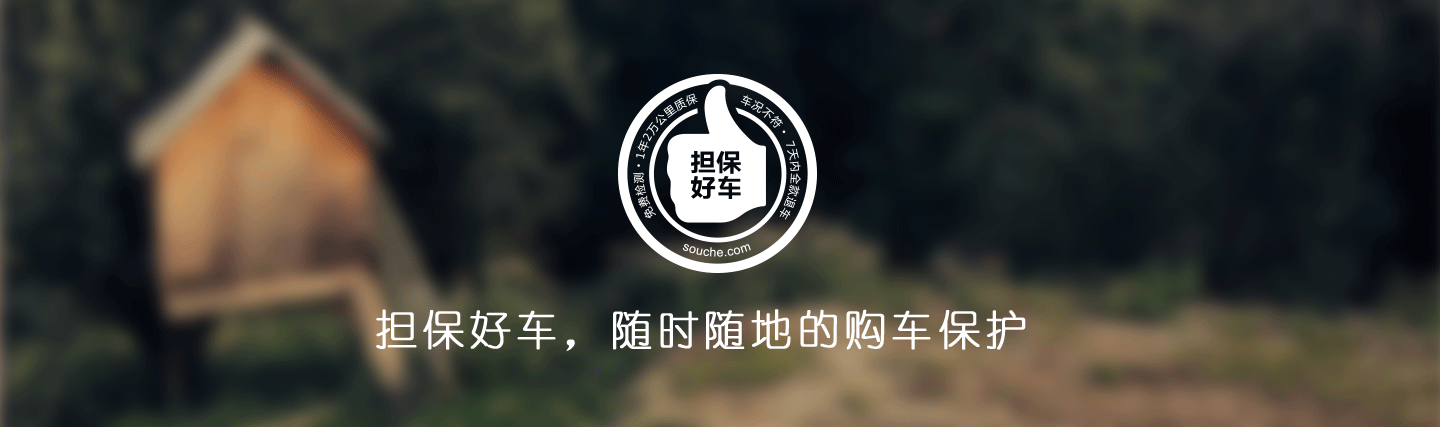 免费检测·1年2万公里质保
车况不符·7天内全款退车
担保
好车
souche.com
担保好车，随时随地的购车保护